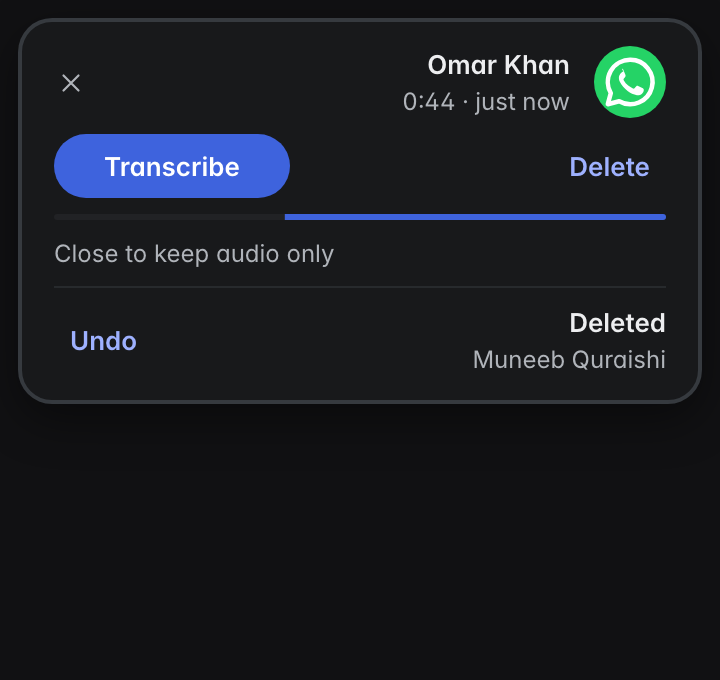 Omar Khan
0:44 · just now
Transcribe
Delete
Close to keep audio only
Deleted
Muneeb Quraishi
Undo